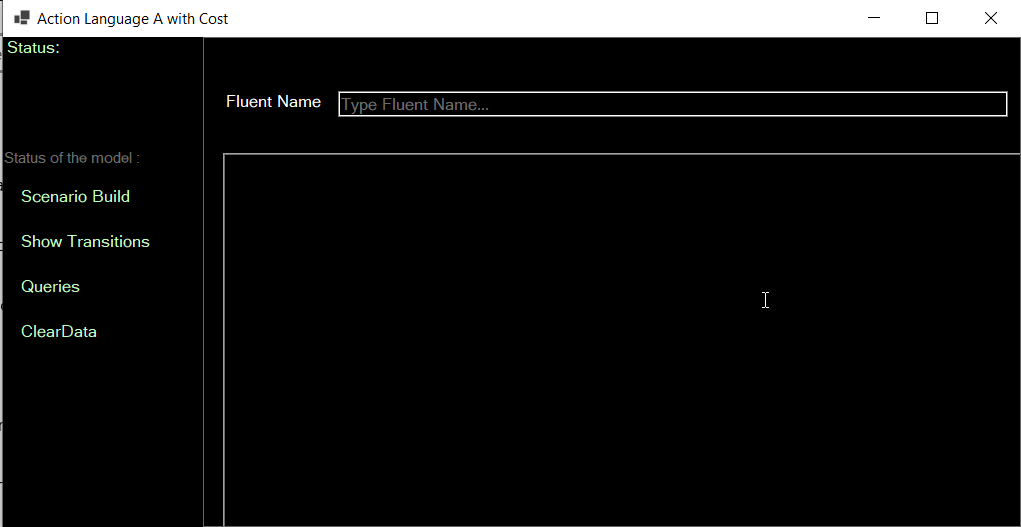 Action Language A with Cost
Status:
Fluent Name
Type Fluent Name...
Status of the model :
Scenario Build
Show Transitions
Queries
ClearData